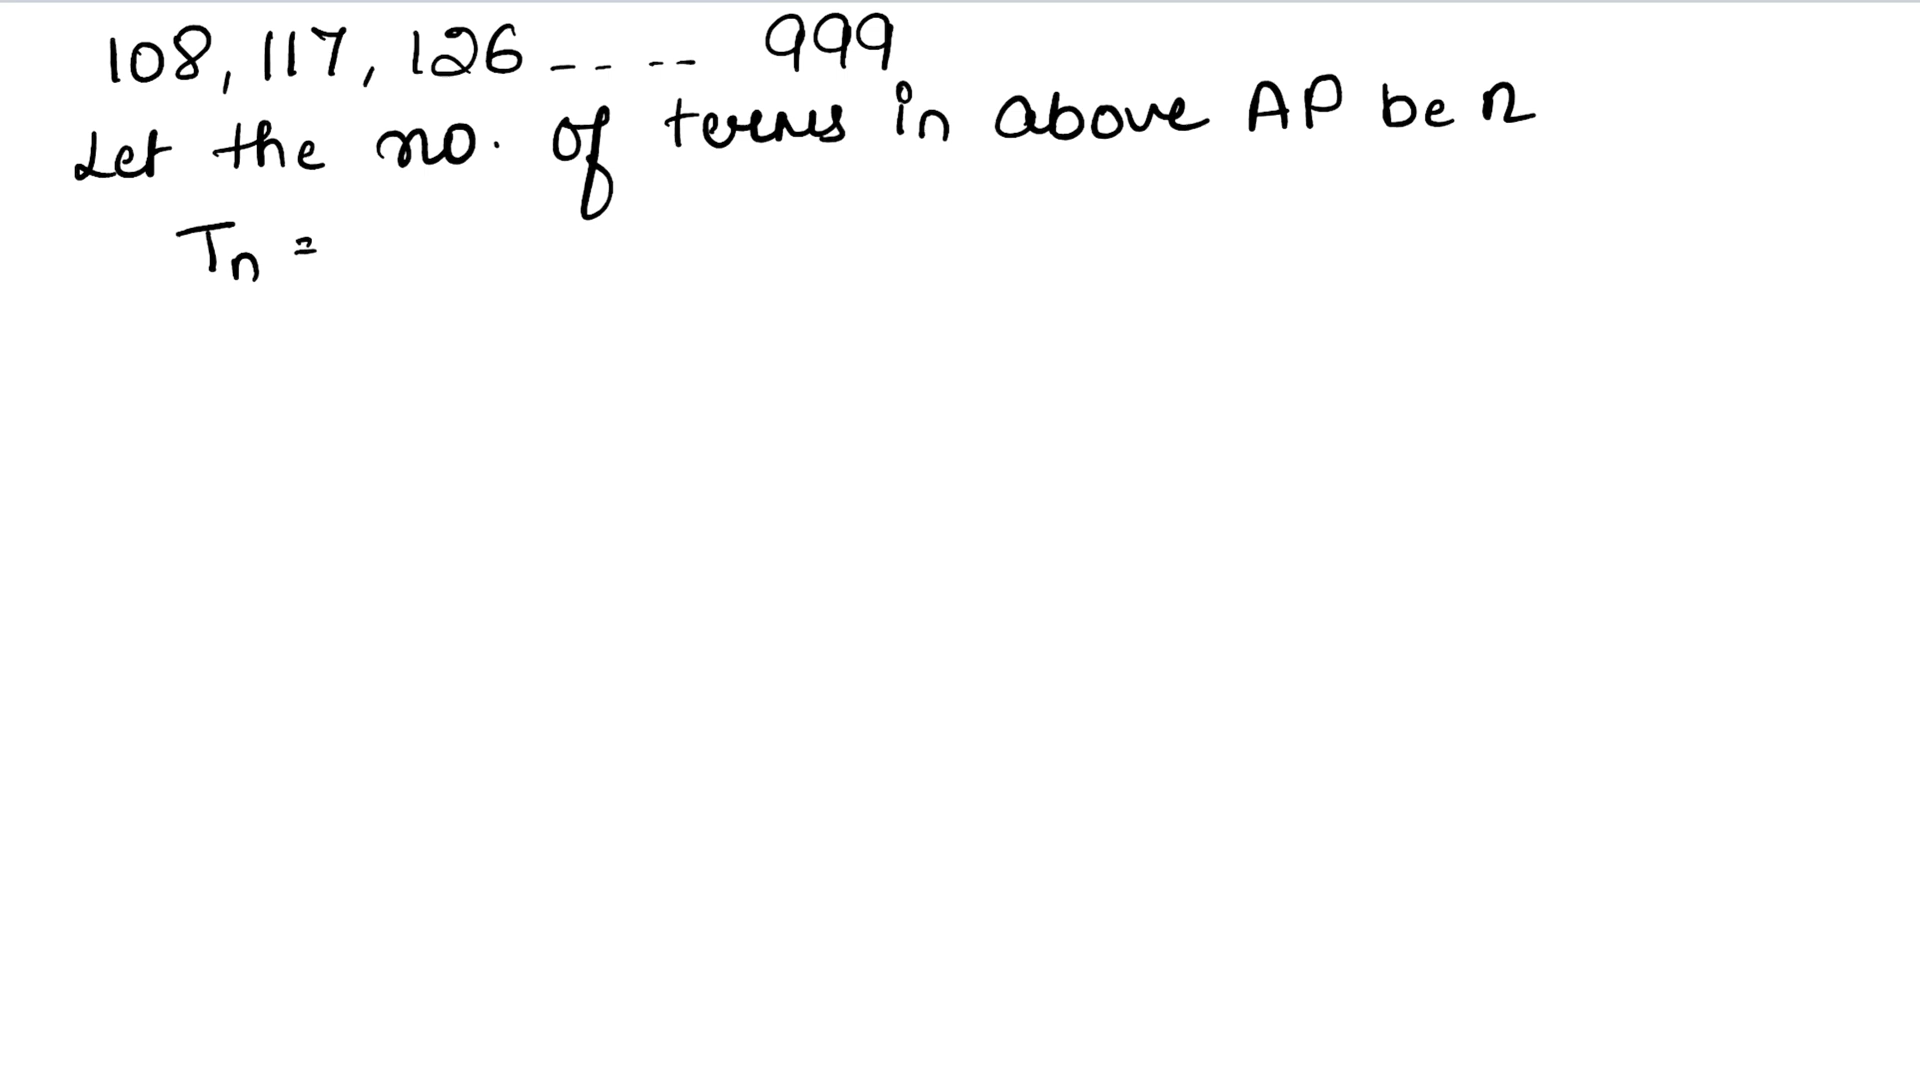 108, 117, 126 - - - - 999
Let the no. of terms in above AP be n
Tn =